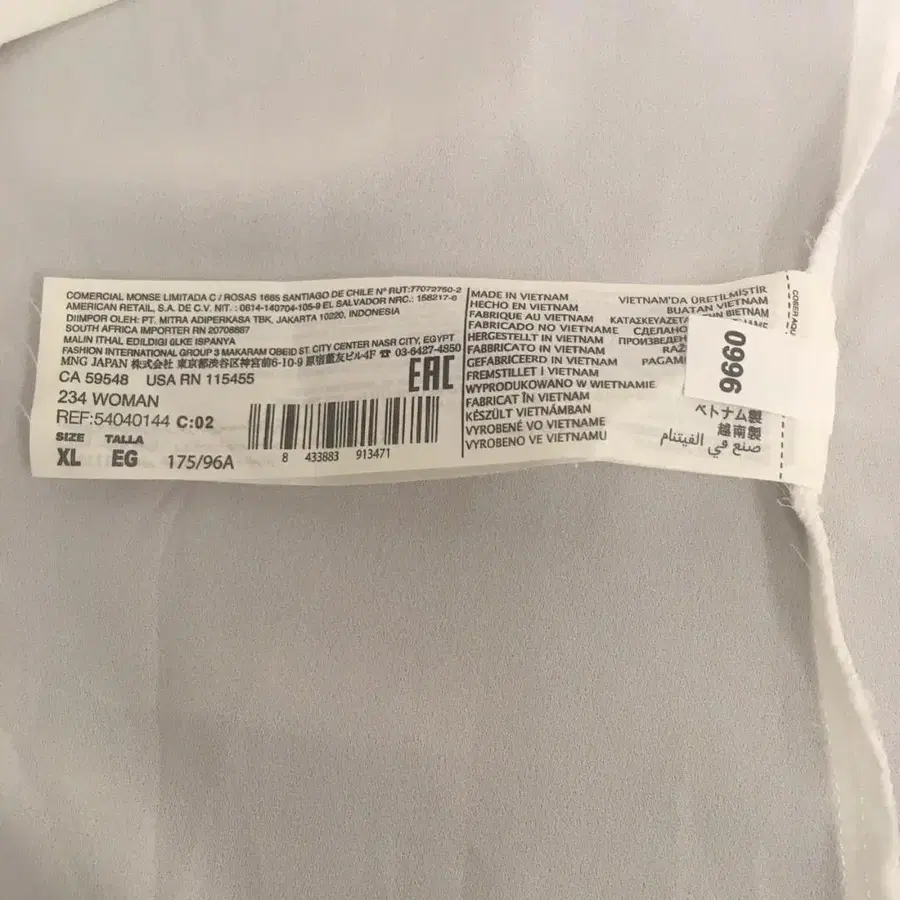 COMERCIAL MONSE LIMITADA C / ROSAS 1665 SANTIAGO DE CHILE Nº RUT:77072750-2
AMERICAN RETAIL, S.A. DE C.V. NIT. : 0614-140704-105-9 EL SALVADOR NRC.: 158217-6
DIIMPOR OLEH: PT. MITRA ADIPERKASA TBK, JAKARTA 10220, INDONESIA
SOUTH AFRICA IMPORTER RN 20708667
MALIN ITHAL EDILDIGI ÜLKE ISPANYA
FASHION INTERNATIONAL GROUP 3 MAKARAM OBEID ST. CITY CENTER NASR CITY, EGYPT
MNG JAPAN 株式会社 東京都渋谷区神宮前6-10-9 原宿董友ビル4F ☎ 03-6427-4850
CA 59548 USA RN 115455
EAC
234 WOMAN
REF:54040144 C:02
SIZE TALLA
XL EG 175/96A
8 433883 913471
MADE IN VIETNAM
HECHO EN VIETNAM
FABRIQUE AU VIETNAM
FABRICADO NO VIETNAME
HERGESTELLT IN VIETNAM
FABBRICATO IN VIETNAM
GEFABRICEERD IN VIETNAM
FREMSTILLET I VIETNAM
WYPRODUKOWANO W WIETNAMIE
FABRICAT ÎN VIETNAM
KÉSZÜLT VIETNÁMBAN
VYROBENÉ VO VIETNAME
VYROBENO VE VIETNAMU
VIETNAM'DA ÜRETILMIŞTIR
BUATAN VIETNAM
ベトナム製
越南製
صنع في الفيتنام
0990